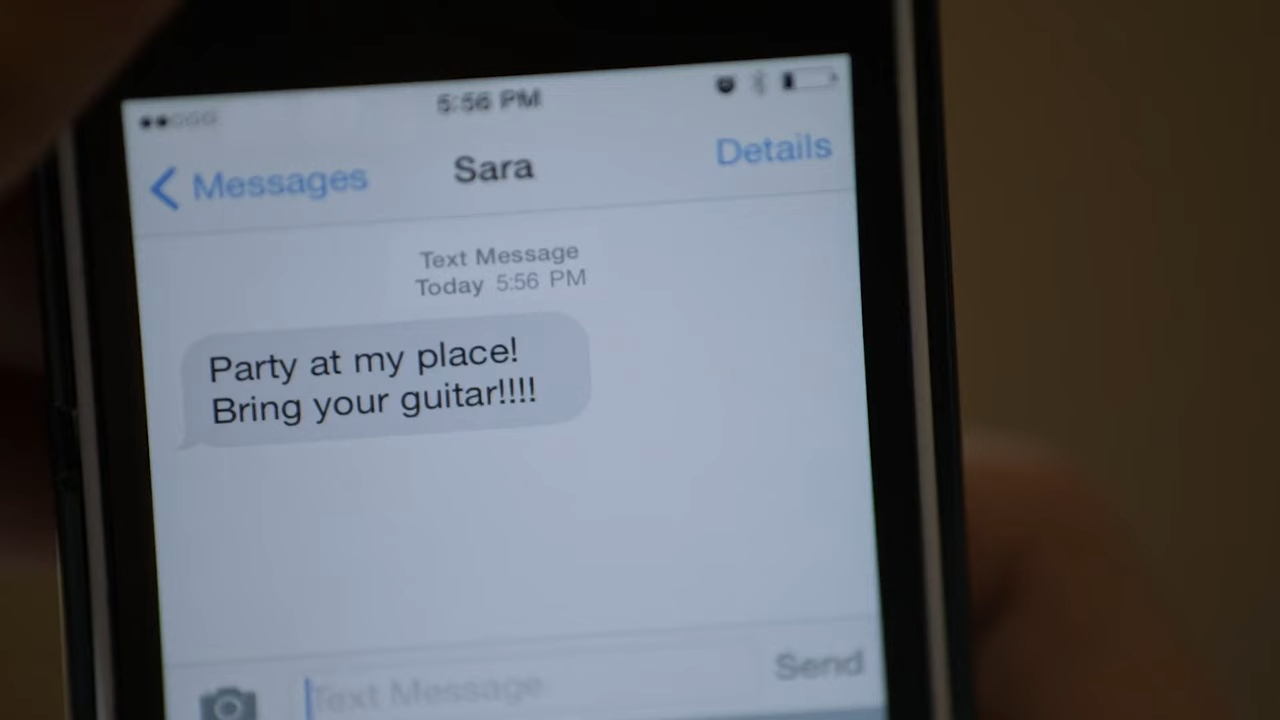 5:56 PM
Messages
Sara
Details
Text Message
Today 5:56 PM
Party at my place!
Bring your guitar!!!!
Text Message
Send